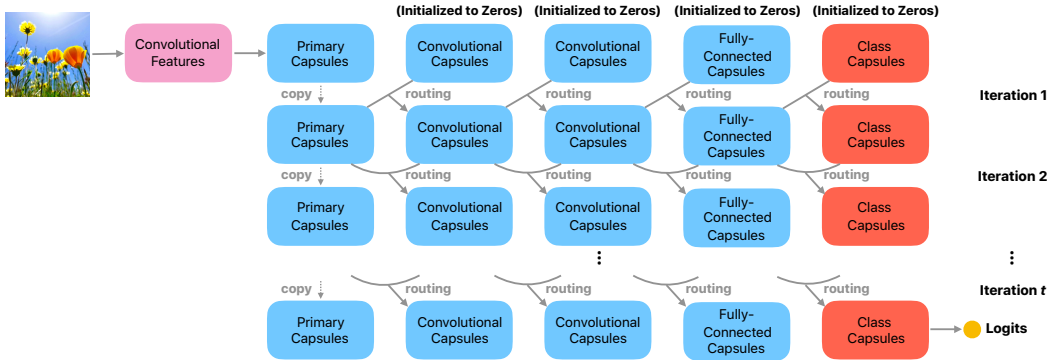 (Initialized to Zeros) (Initialized to Zeros) (Initialized to Zeros) (Initialized to Zeros)
Convolutional
Features
Primary
Capsules
Convolutional
Capsules
Convolutional
Capsules
Fully-
Connected
Capsules
Class
Capsules
copy routing routing routing routing Iteration 1
Primary
Capsules
Convolutional
Capsules
Convolutional
Capsules
Fully-
Connected
Capsules
Class
Capsules
copy routing routing routing routing Iteration 2
Primary
Capsules
Convolutional
Capsules
Convolutional
Capsules
Fully-
Connected
Capsules
Class
Capsules
⋮ ⋮
copy routing routing routing routing Iteration t
Primary
Capsules
Convolutional
Capsules
Convolutional
Capsules
Fully-
Connected
Capsules
Class
Capsules
Logits